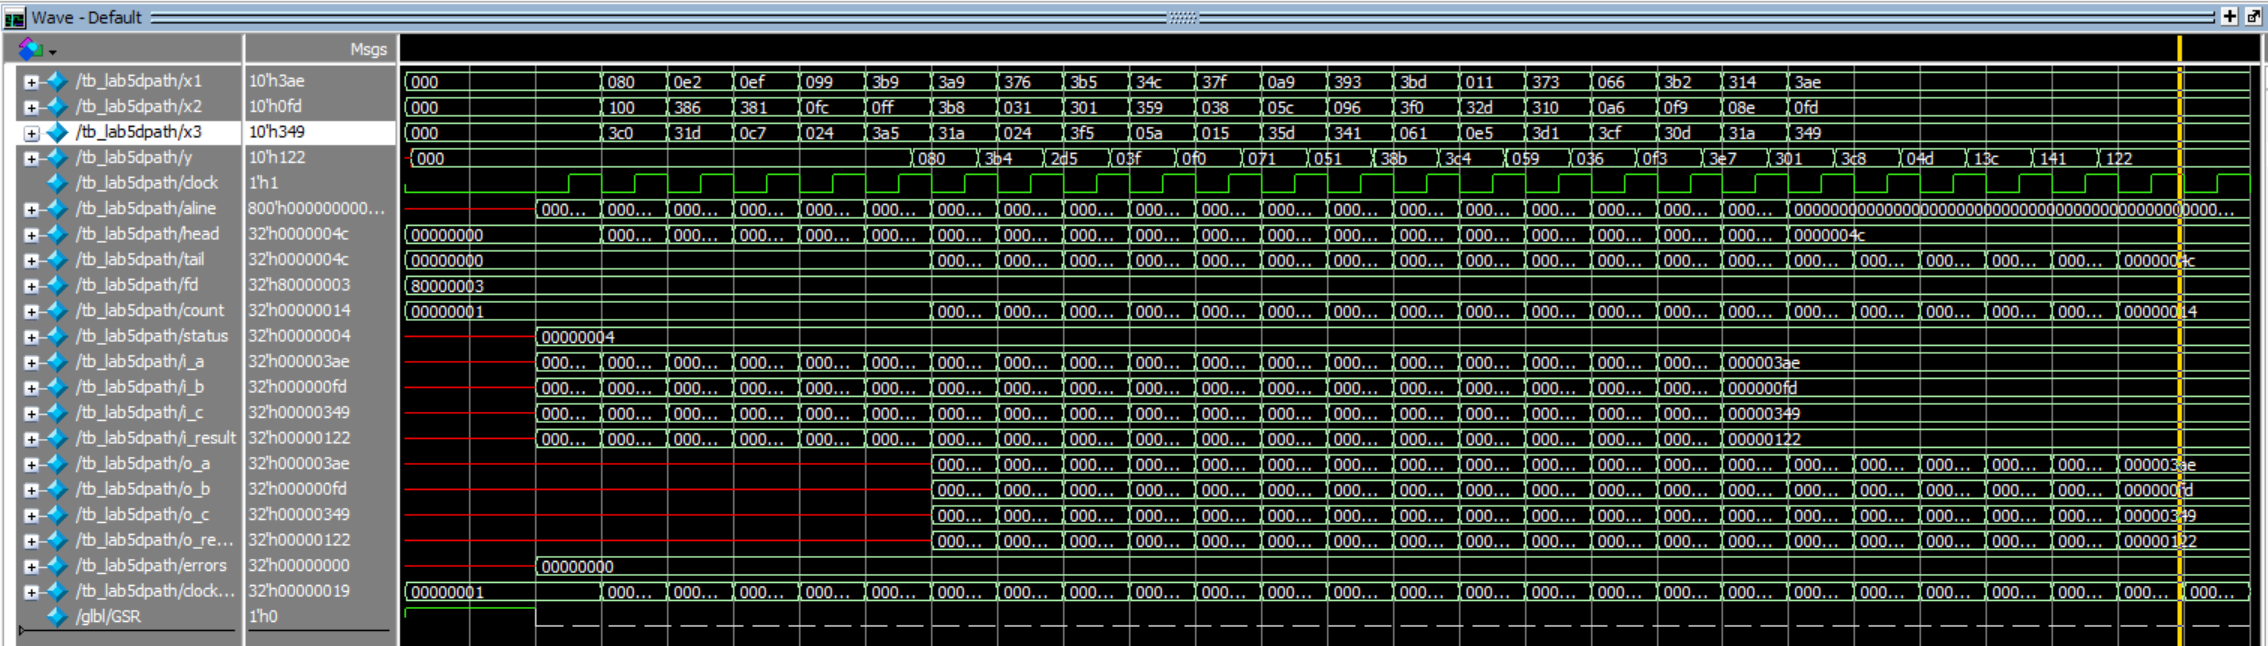 Wave - Default
Msgs
/tb_lab5dpath/x1 10'h3ae 000 080 0e2 0ef 099 3b9 3a9 376 3b5 34c 37f 0a9 393 3bd 011 373 066 3b2 314 3ae
/tb_lab5dpath/x2 10'h0fd 000 100 386 381 0fc 0ff 3b8 031 301 359 038 05c 096 3f0 32d 310 0a6 0f9 08e 0fd
/tb_lab5dpath/x3 10'h349 000 3c0 31d 0c7 024 3a5 31a 024 3f5 05a 015 35d 341 061 0e5 3d1 3cf 30d 31a 349
/tb_lab5dpath/y 10'h122 000 080 3b4 2d5 03f 0f0 071 051 38b 3c4 059 036 0f3 3e7 301 3c8 04d 13c 141 122
/tb_lab5dpath/clock 1'h1
/tb_lab5dpath/aline 800'h000000000... 000... 000... 000... 000... 000... 000... 000... 000... 000... 000... 000... 000... 000... 000... 000... 000... 000... 000... 000... 
/tb_lab5dpath/head 32'h0000004c 00000000 000... 000... 000... 000... 000... 000... 000... 000... 000... 000... 000... 000... 000... 000... 000... 000... 000... 000... 0000004c
/tb_lab5dpath/tail 32'h0000004c 00000000 000... 000... 000... 000... 000... 000... 000... 000... 000... 000... 000... 000... 000... 000... 000... 000... 000... 000... 0000004c
/tb_lab5dpath/fd 32'h80000003 80000003
/tb_lab5dpath/count 32'h00000014 00000001 000... 000... 000... 000... 000... 000... 000... 000... 000... 000... 000... 000... 000... 000... 000... 000... 000... 000... 00000014
/tb_lab5dpath/status 32'h00000004 00000004
/tb_lab5dpath/i_a 32'h000003ae 000... 000... 000... 000... 000... 000... 000... 000... 000... 000... 000... 000... 000... 000... 000... 000... 000... 000... 000003ae
/tb_lab5dpath/i_b 32'h000000fd 000... 000... 000... 000... 000... 000... 000... 000... 000... 000... 000... 000... 000... 000... 000... 000... 000... 000... 000000fd
/tb_lab5dpath/i_c 32'h00000349 000... 000... 000... 000... 000... 000... 000... 000... 000... 000... 000... 000... 000... 000... 000... 000... 000... 000... 00000349
/tb_lab5dpath/i_result 32'h00000122 000... 000... 000... 000... 000... 000... 000... 000... 000... 000... 000... 000... 000... 000... 000... 000... 000... 000... 00000122
/tb_lab5dpath/o_a 32'h000003ae 000... 000... 000... 000... 000... 000... 000... 000... 000... 000... 000... 000... 000... 000... 000... 000... 000... 000... 000003ae
/tb_lab5dpath/o_b 32'h000000fd 000... 000... 000... 000... 000... 000... 000... 000... 000... 000... 000... 000... 000... 000... 000... 000... 000... 000... 000000fd
/tb_lab5dpath/o_c 32'h00000349 000... 000... 000... 000... 000... 000... 000... 000... 000... 000... 000... 000... 000... 000... 000... 000... 000... 000... 00000349
/tb_lab5dpath/o_re... 32'h00000122 000... 000... 000... 000... 000... 000... 000... 000... 000... 000... 000... 000... 000... 000... 000... 000... 000... 000... 00000122
/tb_lab5dpath/errors 32'h00000000 00000000
/tb_lab5dpath/clock... 32'h00000019 00000001 000... 000... 000... 000... 000... 000... 000... 000... 000... 000... 000... 000... 000... 000... 000... 000... 000... 000... 000... 000... 000... 000... 000... 000... 000...
/glbl/GSR 1'h0